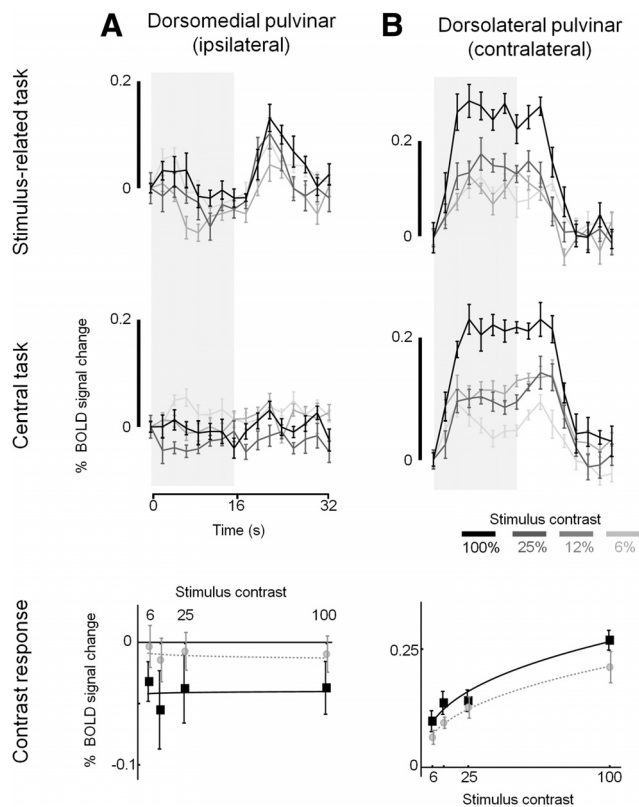 A
Dorsomedial pulvinar
(ipsilateral)
B
Dorsolateral pulvinar
(contralateral)
Stimulus-related task
0.2
0
0.2
0
Central task
% BOLD signal change
0.2
0
0.2
0
0
16
32
Time (s)
Stimulus contrast
100%
25%
12%
6%
Contrast response
% BOLD signal change
Stimulus contrast
6
25
100
0
-0.1
0.25
0
6
25
100
Stimulus contrast